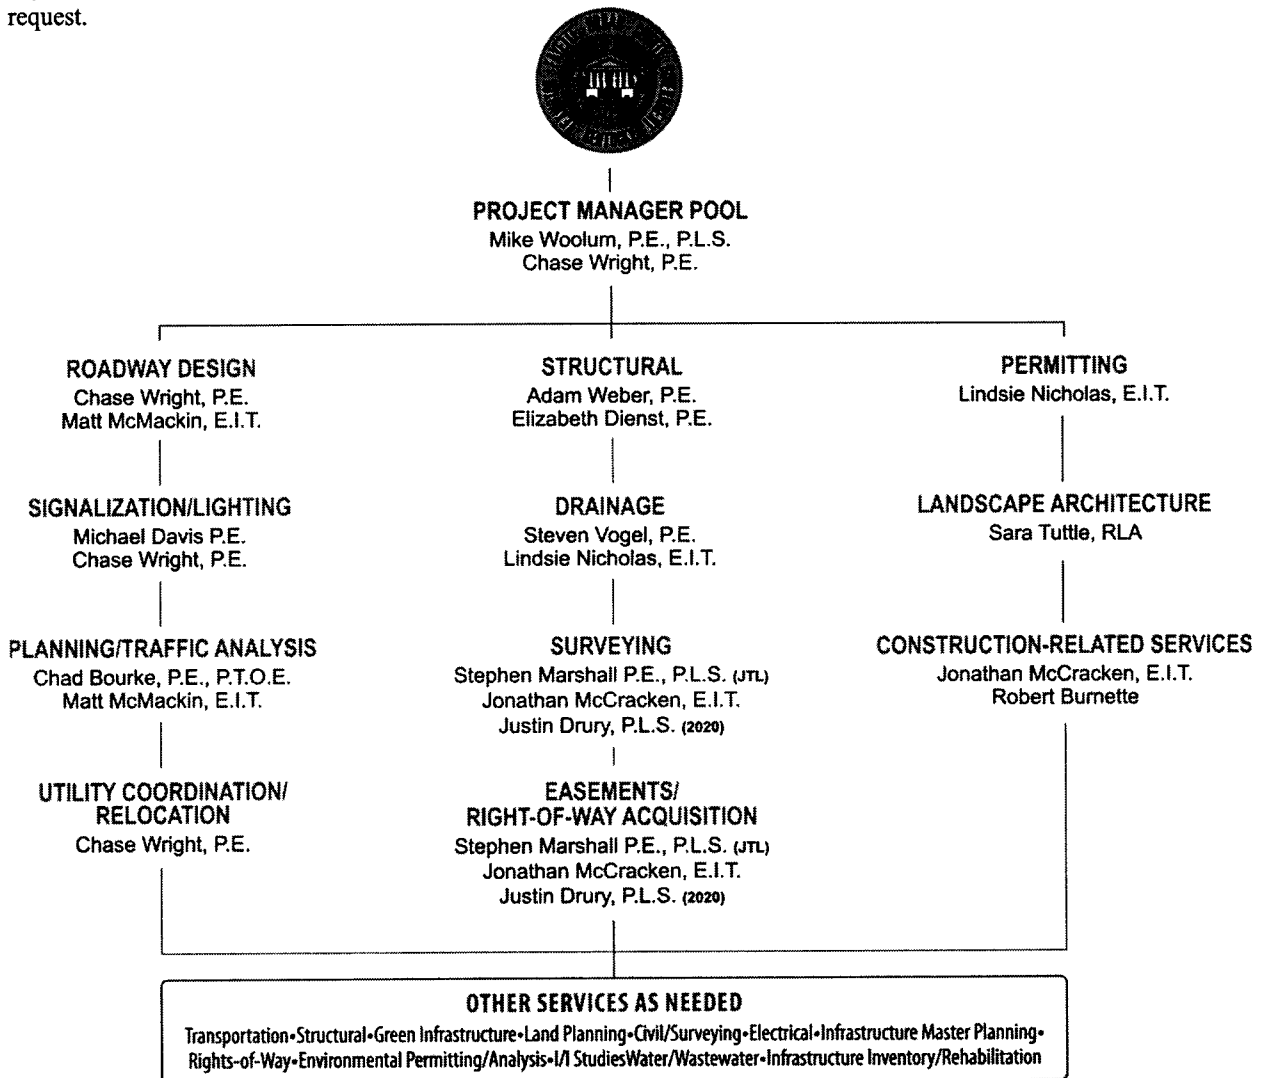 request.
PROJECT MANAGER POOL
Mike Woolum, P.E., P.L.S.
Chase Wright, P.E.
ROADWAY DESIGN
Chase Wright, P.E.
Matt McMackin, E.I.T.
SIGNALIZATION/LIGHTING
Michael Davis P.E.
Chase Wright, P.E.
PLANNING/TRAFFIC ANALYSIS
Chad Bourke, P.E., P.T.O.E.
Matt McMackin, E.I.T.
UTILITY COORDINATION/
RELOCATION
Chase Wright, P.E.
STRUCTURAL
Adam Weber, P.E.
Elizabeth Dienst, P.E.
DRAINAGE
Steven Vogel, P.E.
Lindsie Nicholas, E.I.T.
SURVEYING
Stephen Marshall P.E., P.L.S. (JTL)
Jonathan McCracken, E.I.T.
Justin Drury, P.L.S. (2020)
EASEMENTS/
RIGHT-OF-WAY ACQUISITION
Stephen Marshall P.E., P.L.S. (JTL)
Jonathan McCracken, E.I.T.
Justin Drury, P.L.S. (2020)
PERMITTING
Lindsie Nicholas, E.I.T.
LANDSCAPE ARCHITECTURE
Sara Tuttle, RLA
CONSTRUCTION-RELATED SERVICES
Jonathan McCracken, E.I.T.
Robert Burnette
OTHER SERVICES AS NEEDED
Transportation•Structural•Green Infrastructure•Land Planning•Civil/Surveying•Electrical•Infrastructure Master Planning•
Rights-of-Way•Environmental Permitting/Analysis•I/I StudiesWater/Wastewater•Infrastructure Inventory/Rehabilitation